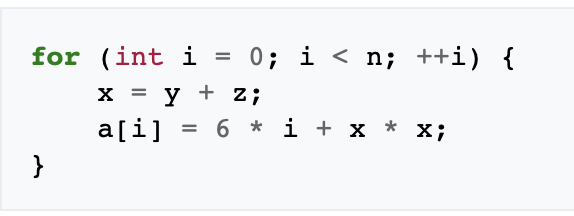 for (int i = 0; i < n; ++i) {
    x = y + z;
    a[i] = 6 * i + x * x;
}